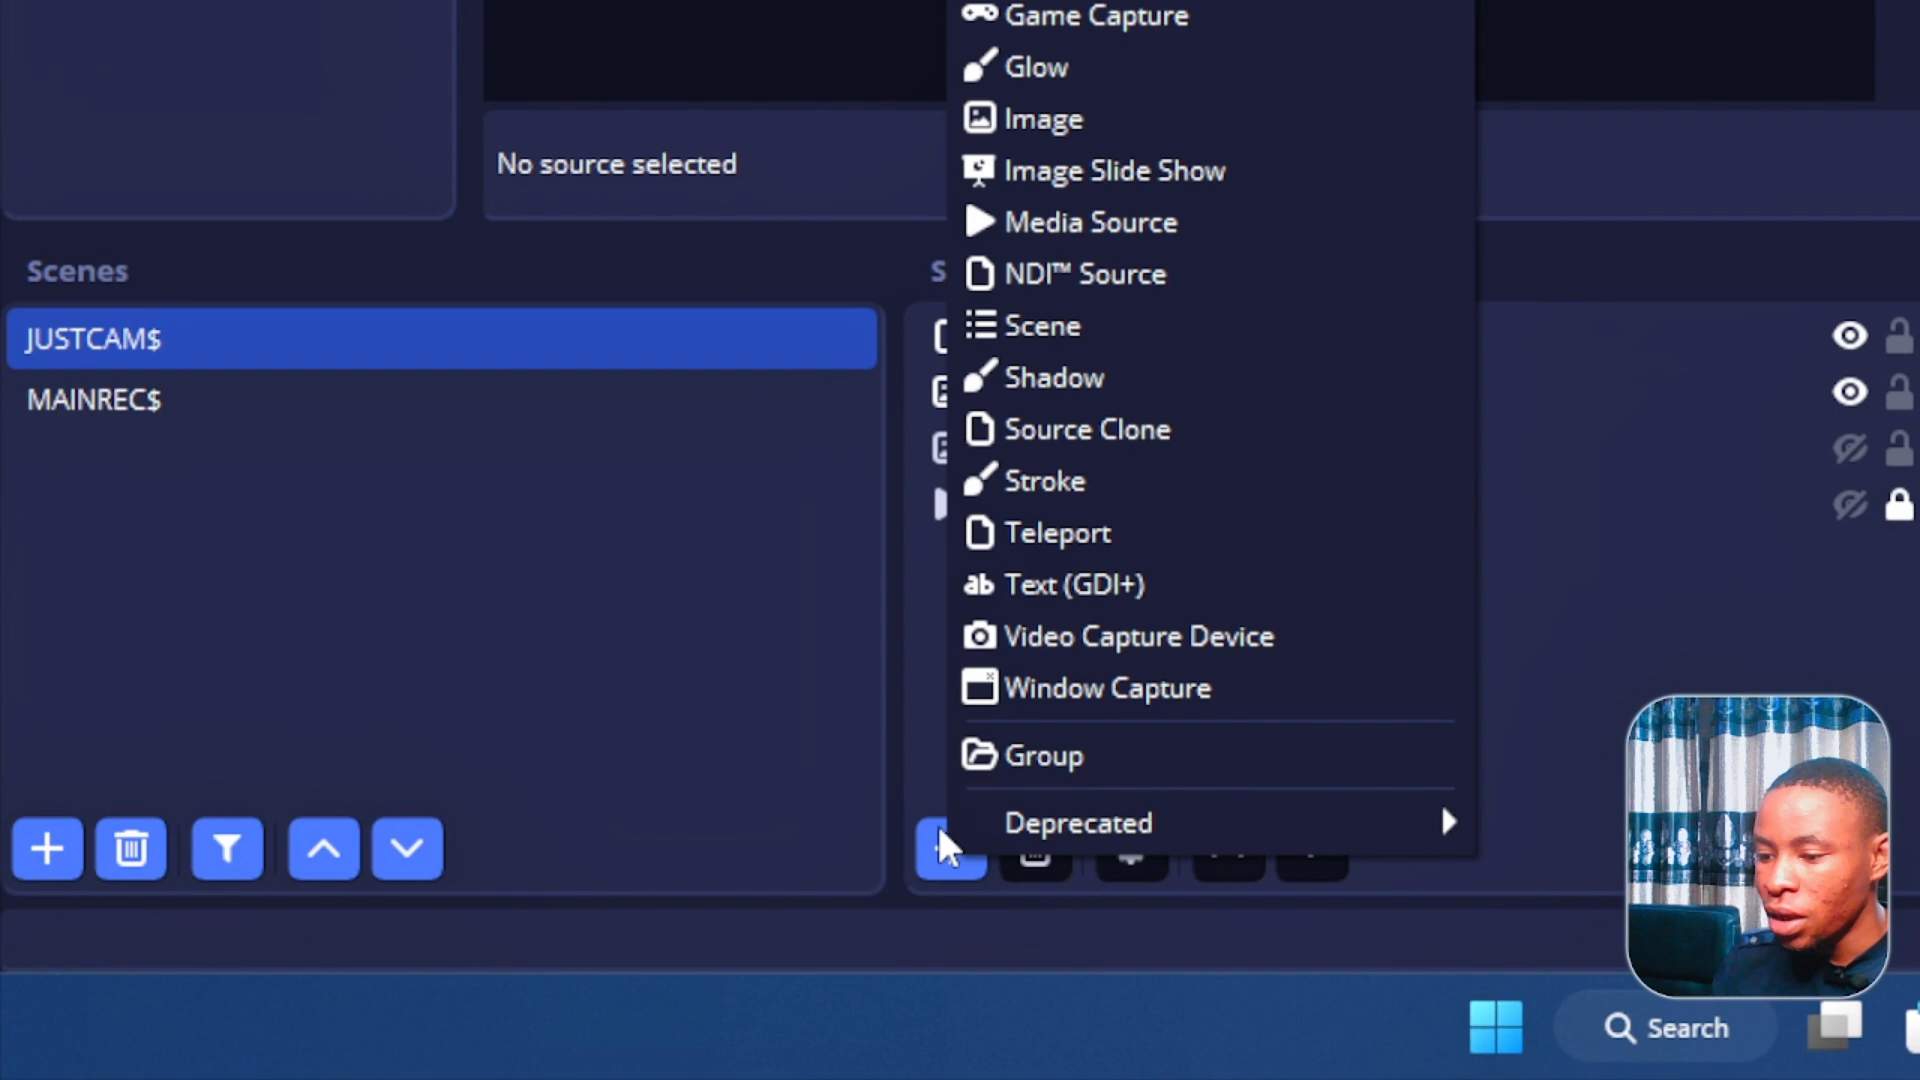 Game Capture
Glow
Image
Image Slide Show
Media Source
NDI™ Source
Scene
Shadow
Source Clone
Stroke
Teleport
ab Text (GDI+)
Video Capture Device
Window Capture
Group
Deprecated
No source selected
Scenes
JUSTCAM$
MAINREC$
S
Search